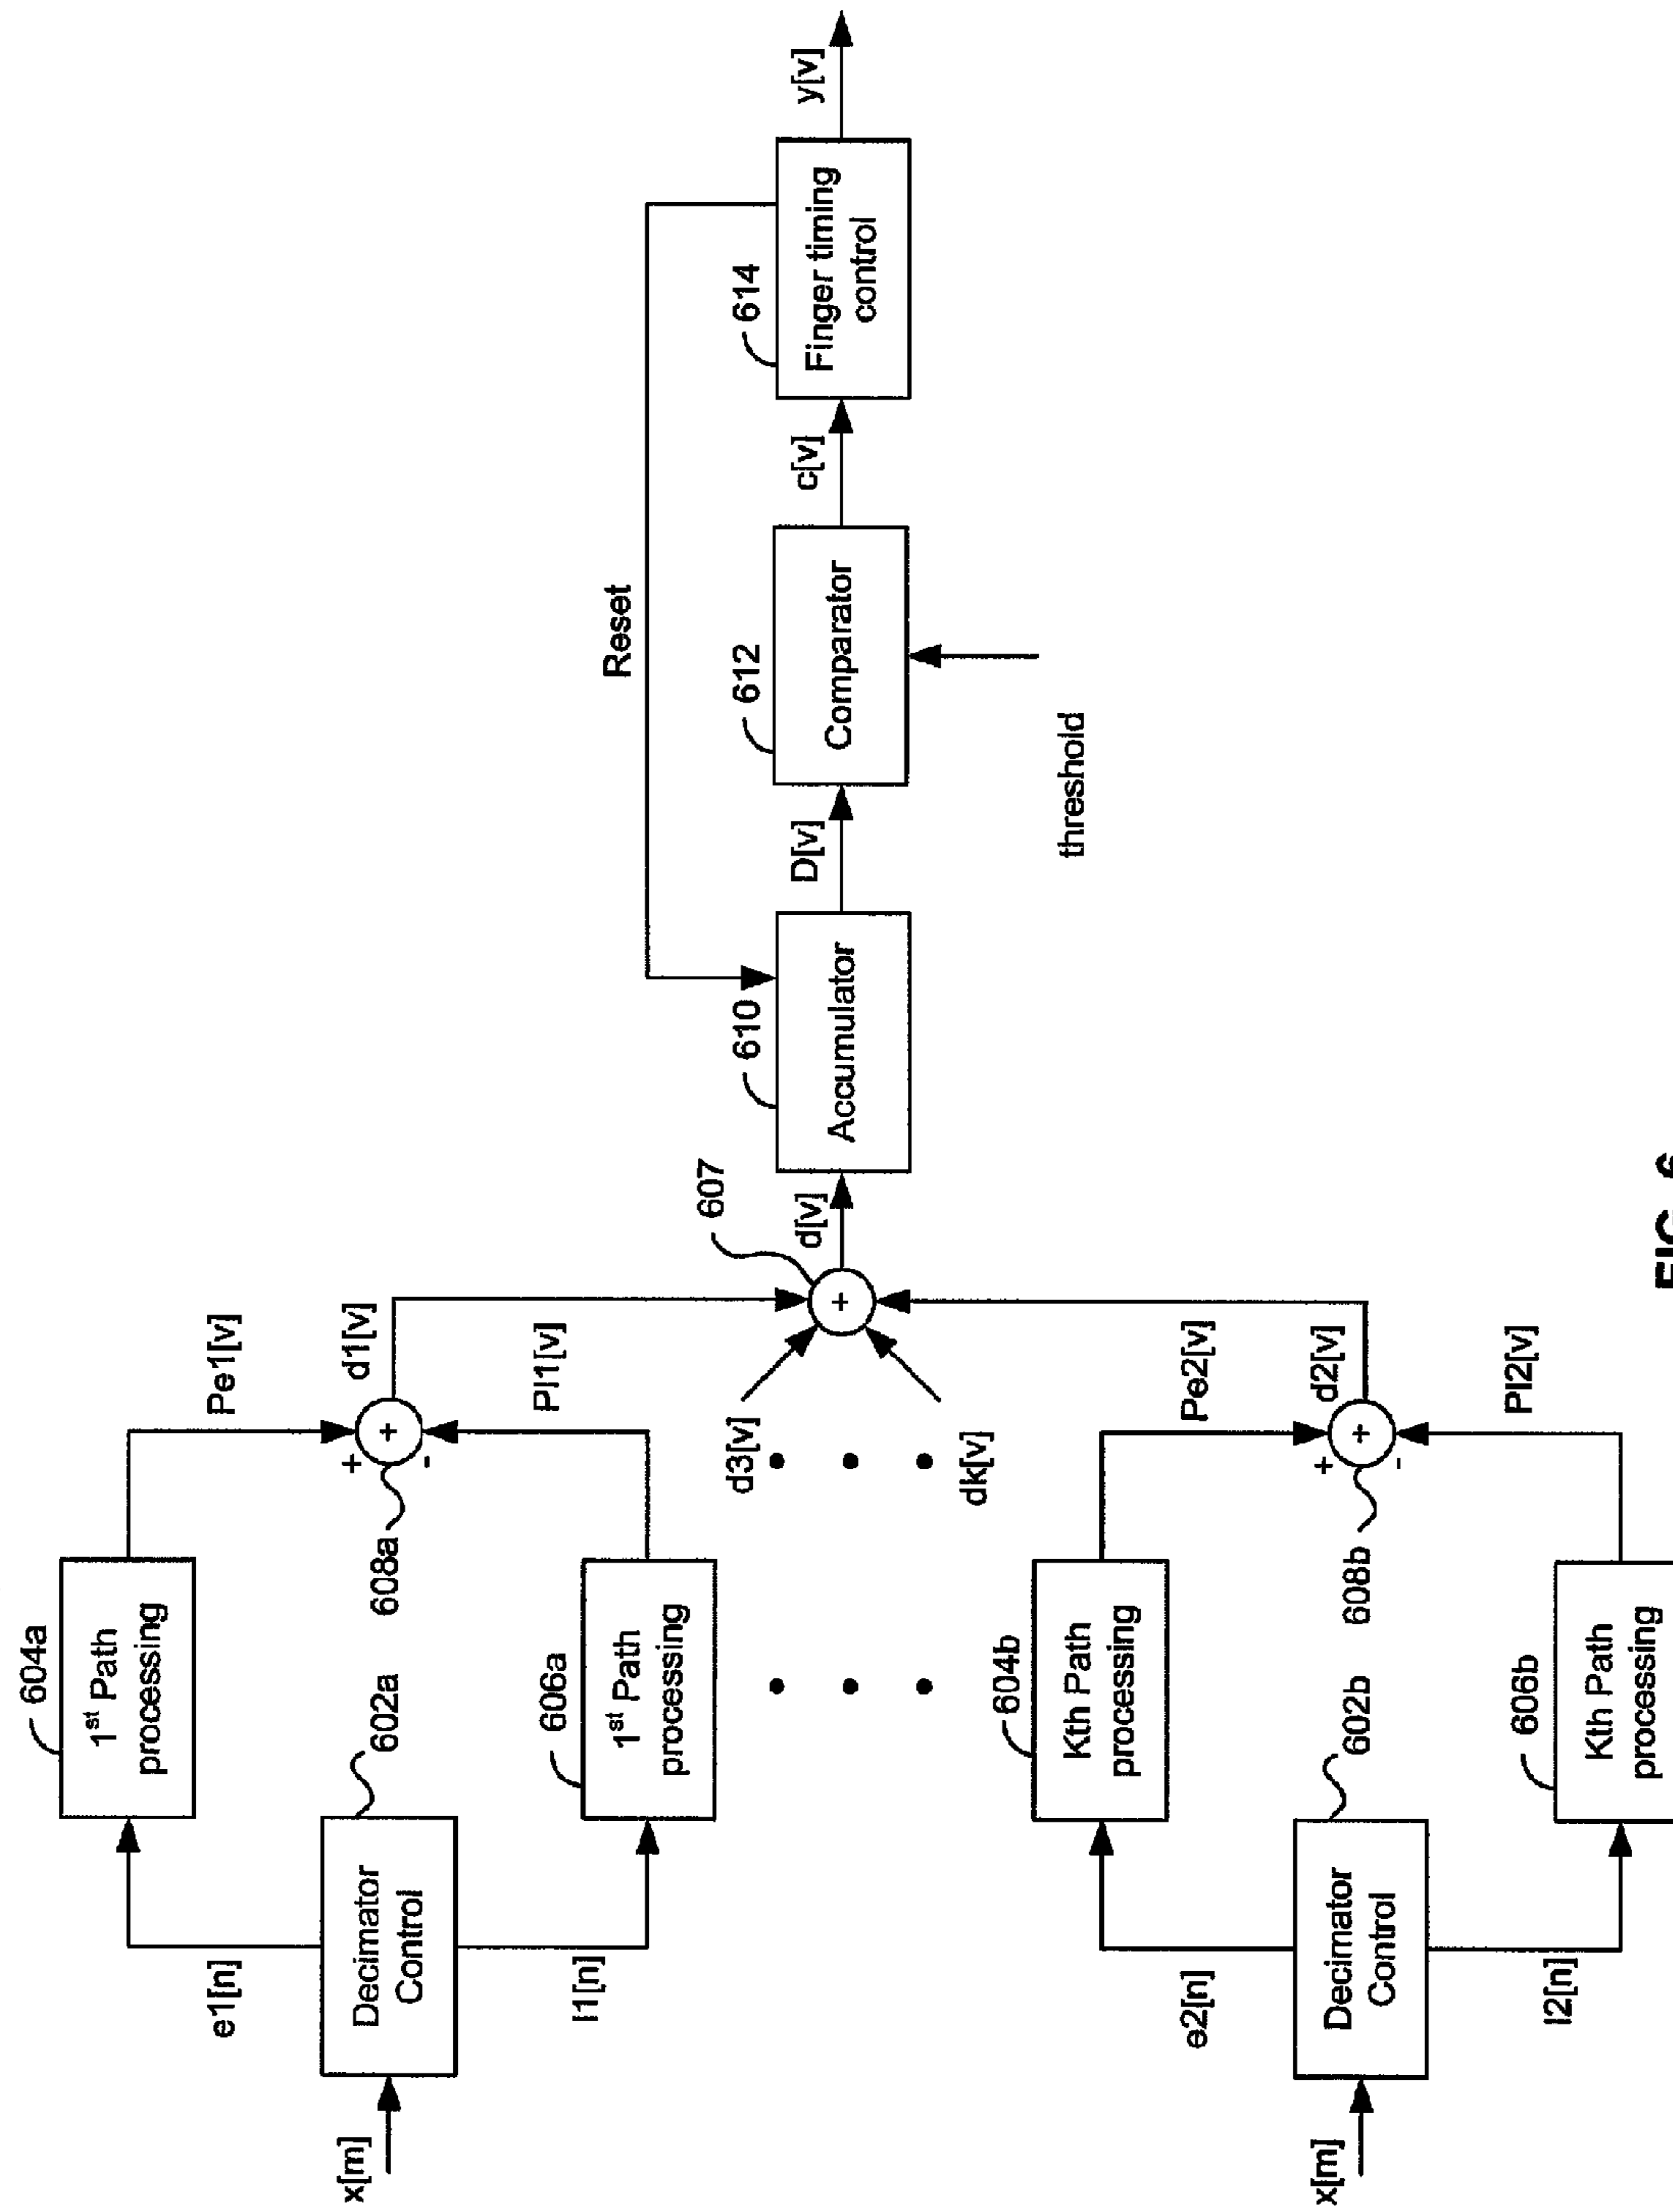 x[m]
Decimator
Control
602a
e1[n]
l1[n]
604a
1st Path
processing
606a
1st Path
processing
Pe1[v]
+
+
-
608a
Pl1[v]
d1[v]
x[m]
Decimator
Control
602b
e2[n]
l2[n]
604b
Kth Path
processing
606b
Kth Path
processing
Pe2[v]
+
+
-
608b
Pl2[v]
d2[v]
d3[v]
dk[v]
+
607
d[v]
610
Accumulator
D[v]
612
Comparator
threshold
c[v]
614
Finger timing
control
Reset
y[v]
FIG. 6